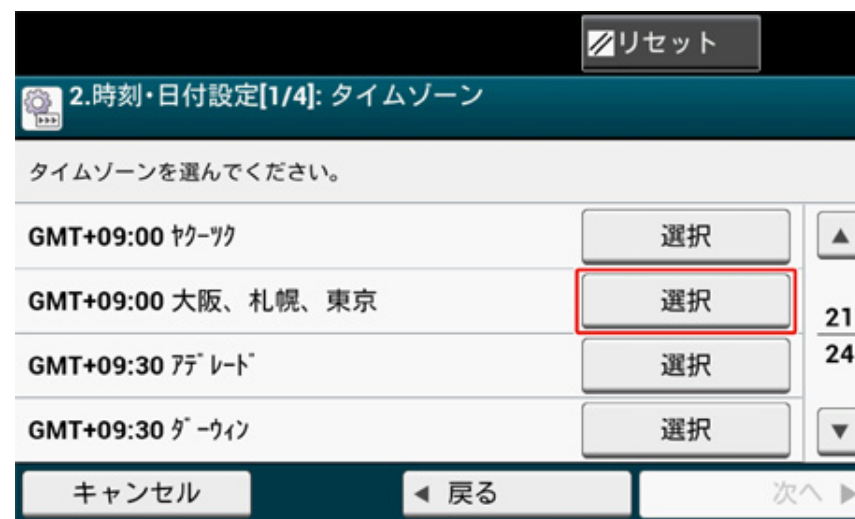 リセット
2.時刻・日付設定[1/4]: タイムゾーン
タイムゾーンを選んでください。
GMT+09:00 ﾔｸｰﾂｸ 選択
GMT+09:00 大阪、札幌、東京 選択
21
GMT+09:30 ｱﾃﾞﾚｰﾄﾞ 選択
24
GMT+09:30 ﾀﾞｰｳｨﾝ 選択
キャンセル 戻る 次へ